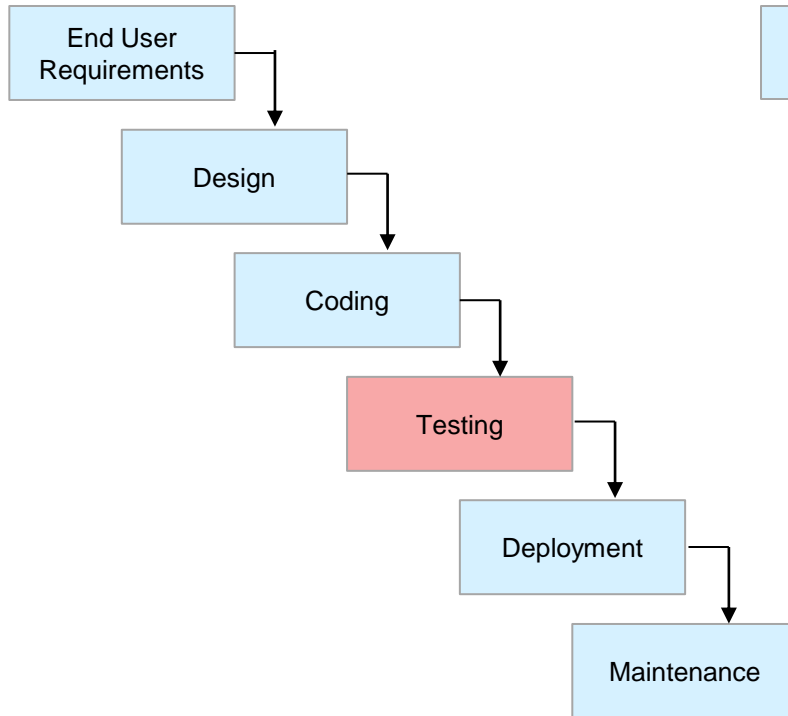 End User
Requirements
Design
Coding
Testing
Deployment
Maintenance